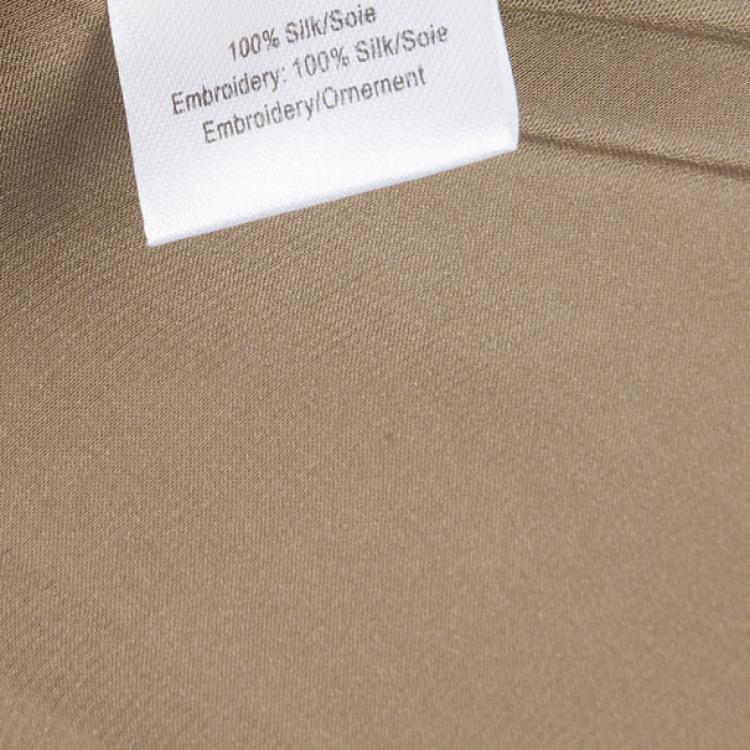 100% Silk/Soie
Embroidery: 100% Silk/Soie
Embroidery/Ornement